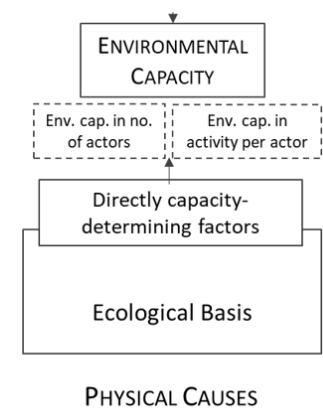 ENVIRONMENTAL
CAPACITY
Env. cap. in no.
of actors
Env. cap. in
activity per actor
Directly capacity-
determining factors
Ecological Basis
PHYSICAL CAUSES